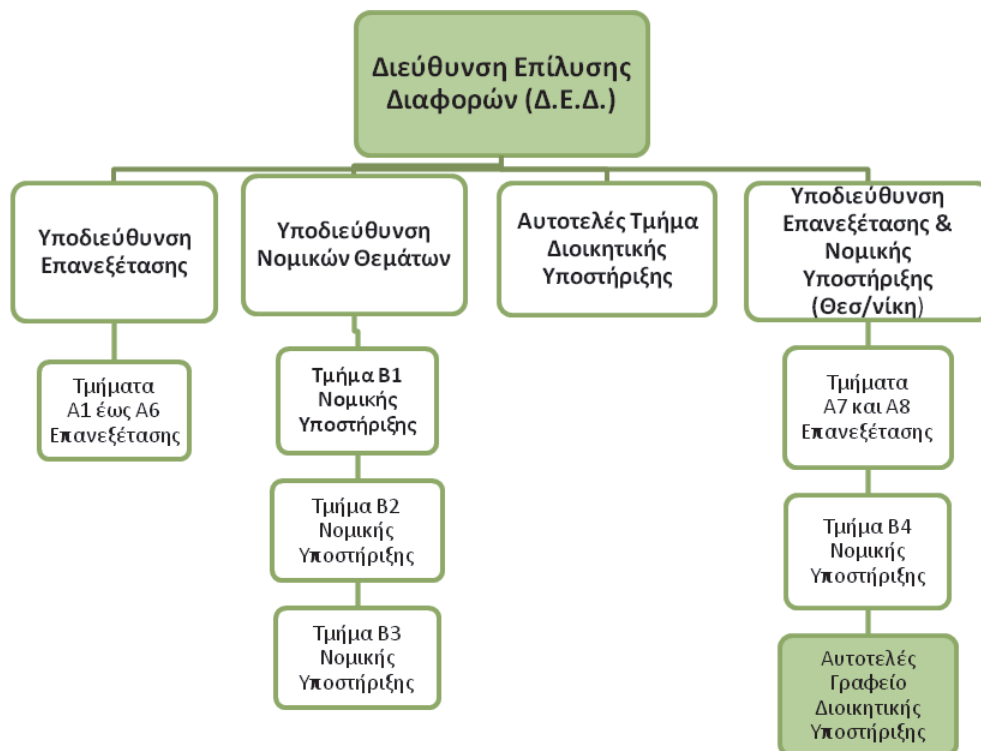 Διεύθυνση Επίλυσης
Διαφορών (Δ.Ε.Δ.)
Υποδιεύθυνση
Επανεξέτασης
Υποδιεύθυνση
Νομικών Θεμάτων
Αυτοτελές Τμήμα
Διοικητικής
Υποστήριξης
Υποδιεύθυνση
Επανεξέτασης &
Νομικής
Υποστήριξης
(Θεσ/νίκη)
Τμήματα
Α1 έως Α6
Επανεξέτασης
Τμήμα Β1
Νομικής
Υποστήριξης
Τμήμα Β2
Νομικής
Υποστήριξης
Τμήμα Β3
Νομικής
Υποστήριξης
Τμήματα
Α7 και Α8
Επανεξέτασης
Τμήμα Β4
Νομικής
Υποστήριξης
Αυτοτελές
Γραφείο
Διοικητικής
Υποστήριξης